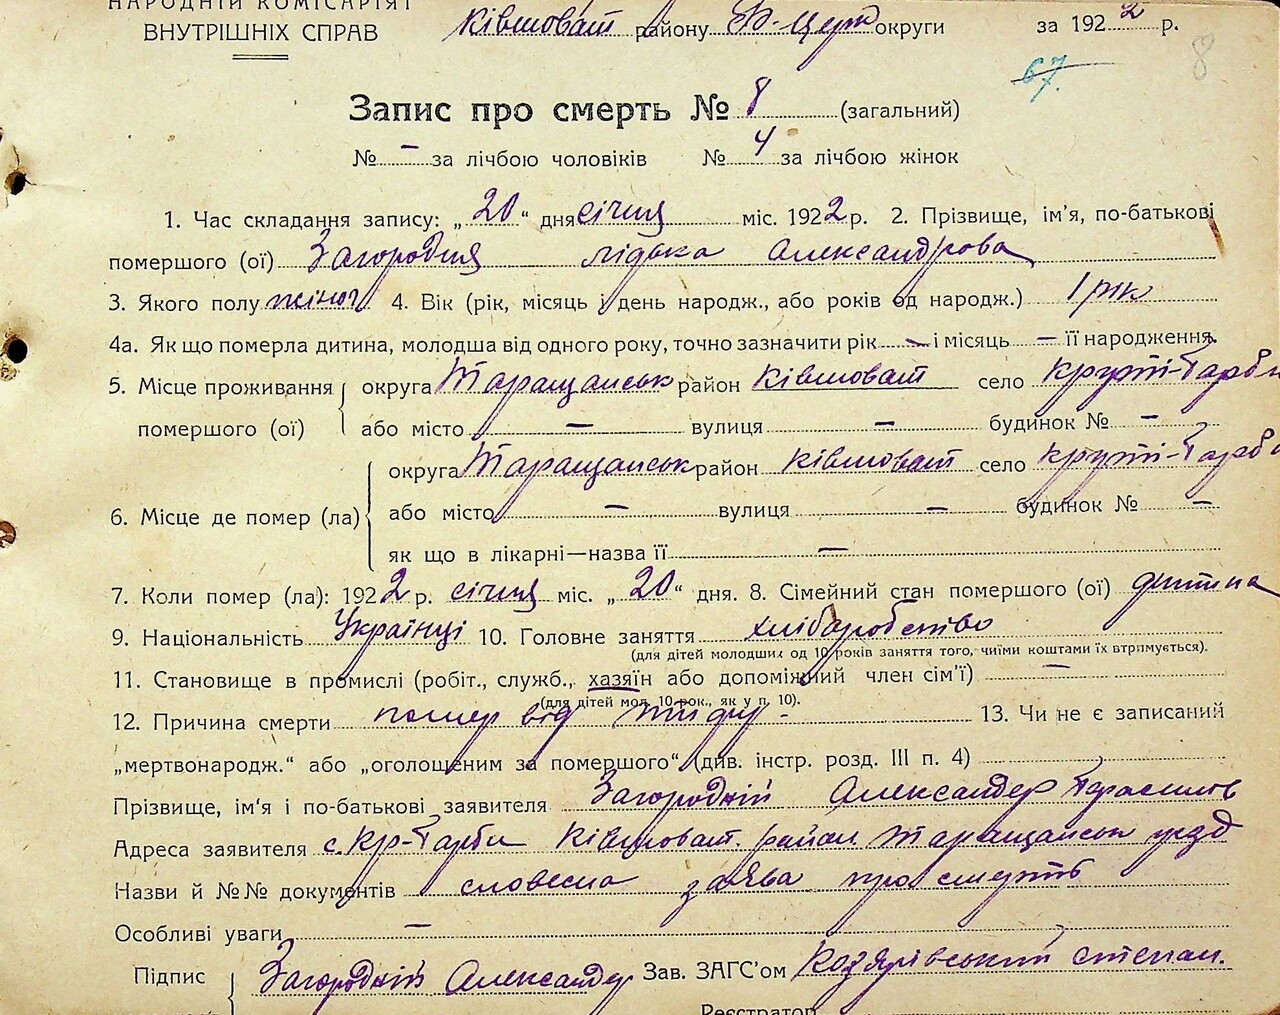 НАРОДНІЙ КОМІСАРІЯТ
ВНУТРІШНІХ СПРАВ
Ківшоват району Б-церк округи за 1922 р.
67.
8
Запис про смерть № 8 (загальний)
№ — за лічбою чоловіків № 4 за лічбою жінок
1. Час складання запису: „20“ дня січня міс. 1922 р. 2. Прізвище, ім'я, по-батькові
помершого (ої) Загородня лідька Александрова
3. Якого полу жіноч 4. Вік (рік, місяць і день народж., або років од народж.) 1 рік
4а. Як що померла дитина, молодша від одного року, точно зазначити рік — і місяць — її народження.
5. Місце проживання округа Таращанськ район Ківшоват село Круті-Горби
помершого (ої) або місто — вулиця — будинок № —
округа Таращанськ район Ківшоват село Круті-Горби
6. Місце де помер (ла) або місто — вулиця — будинок № —
як що в лікарні—назва її —
7. Коли помер (ла): 1922 р. січня міс. „20“ дня. 8. Сімейний стан помершого (ої) дитина
9. Національність Українці 10. Головне заняття хліборобство
(для дітей молодших од 10 років заняття того, чиїми коштами їх втримується).
11. Становище в промислі (робіт., служб., хазяїн або допоміжний член сім'ї) —
(для дітей мол. 10 рок., як у п. 10).
12. Причина смерти помер від тифу - 13. Чи не є записаний
„мертвонародж.“ або „оголошеним за помершого“ (див. інстр. розд. III п. 4)
Прізвище, ім'я і по-батькові заявителя Загородній Александер
Адреса заявителя с. Кр-Горби Ківшоват. район Таращанськ уезд
Назви й №№ документів словесна заява про смерть
Особливі уваги —
Підпис Загородній Александер Зав. ЗАГС'ом Козярівський степан.
Реєстратор